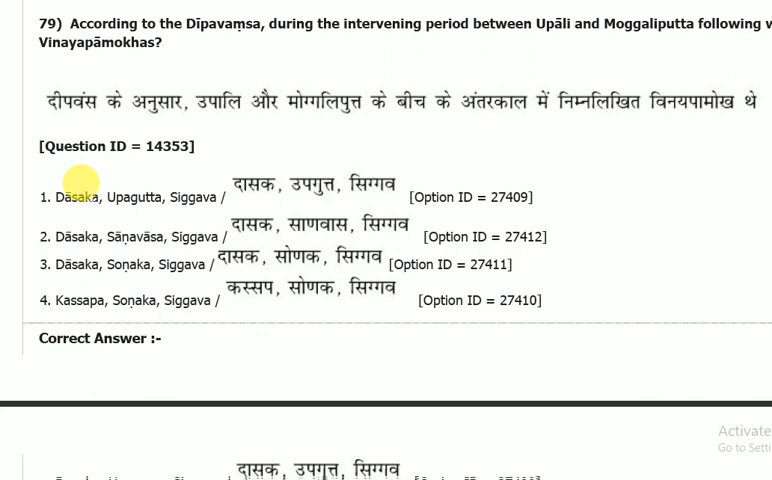 79) According to the Dīpavaṃsa, during the intervening period between Upāli and Moggaliputta following
Vinayapāmokhas?
दीपवंस के अनुसार, उपालि और मोग्गलिपुत्त के बीच के अंतरकाल में निम्नलिखित विनयपामोख थे
[Question ID = 14353]
1. Dāsaka, Upagutta, Siggava / दासक, उपगुत्त, सिग्गव [Option ID = 27409]
2. Dāsaka, Sāṇavāsa, Siggava / दासक, साणवास, सिग्गव [Option ID = 27412]
3. Dāsaka, Soṇaka, Siggava / दासक, सोणक, सिग्गव [Option ID = 27411]
4. Kassapa, Soṇaka, Siggava / कस्सप, सोणक, सिग्गव [Option ID = 27410]
Correct Answer :-
Activate
Go to Setti
दासक, उपगुत्त, सिग्गव